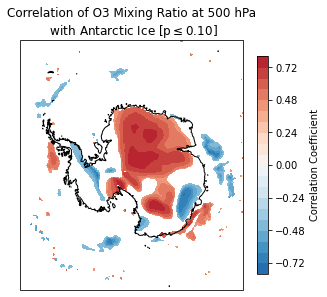 Correlation of O3 Mixing Ratio at 500 hPa
with Antarctic Ice [p ≤ 0.10]
0.72
0.48
0.24
0.00
−0.24
−0.48
−0.72
Correlation Coefficient